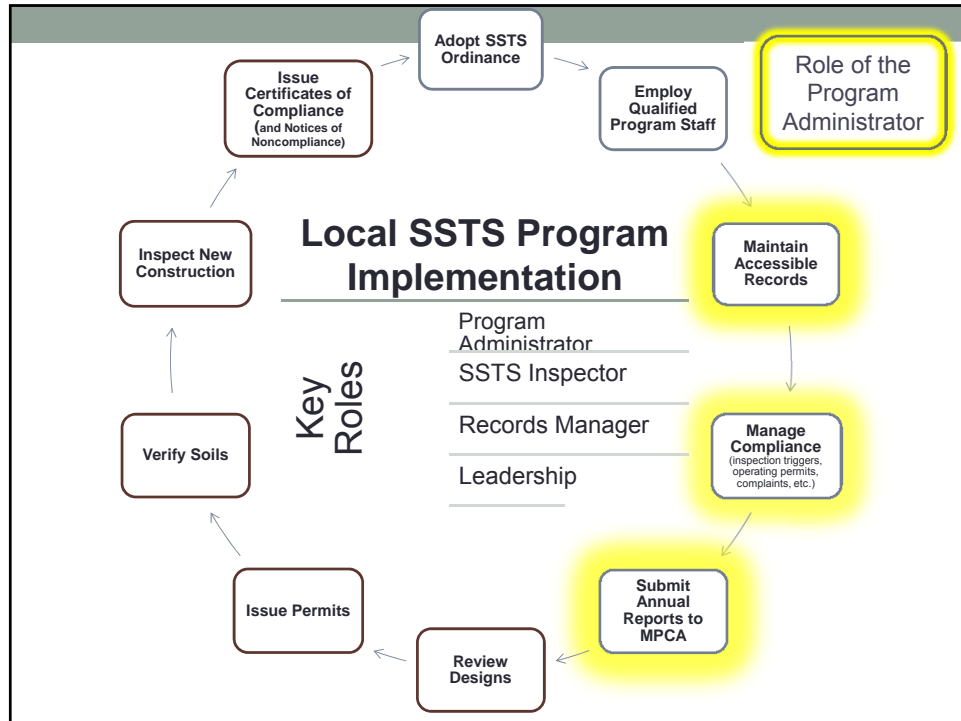 Adopt SSTS
Ordinance
Role of the
Program
Administrator
Employ
Qualified
Program Staff
Maintain
Accessible
Records
Manage
Compliance
(inspection triggers,
operating permits,
complaints, etc.)
Submit
Annual
Reports to
MPCA
Review
Designs
Issue Permits
Verify Soils
Inspect New
Construction
Issue
Certificates of
Compliance
(and Notices of
Noncompliance)
Local SSTS Program
Implementation
Key
Roles
Program
Administrator
SSTS Inspector
Records Manager
Leadership